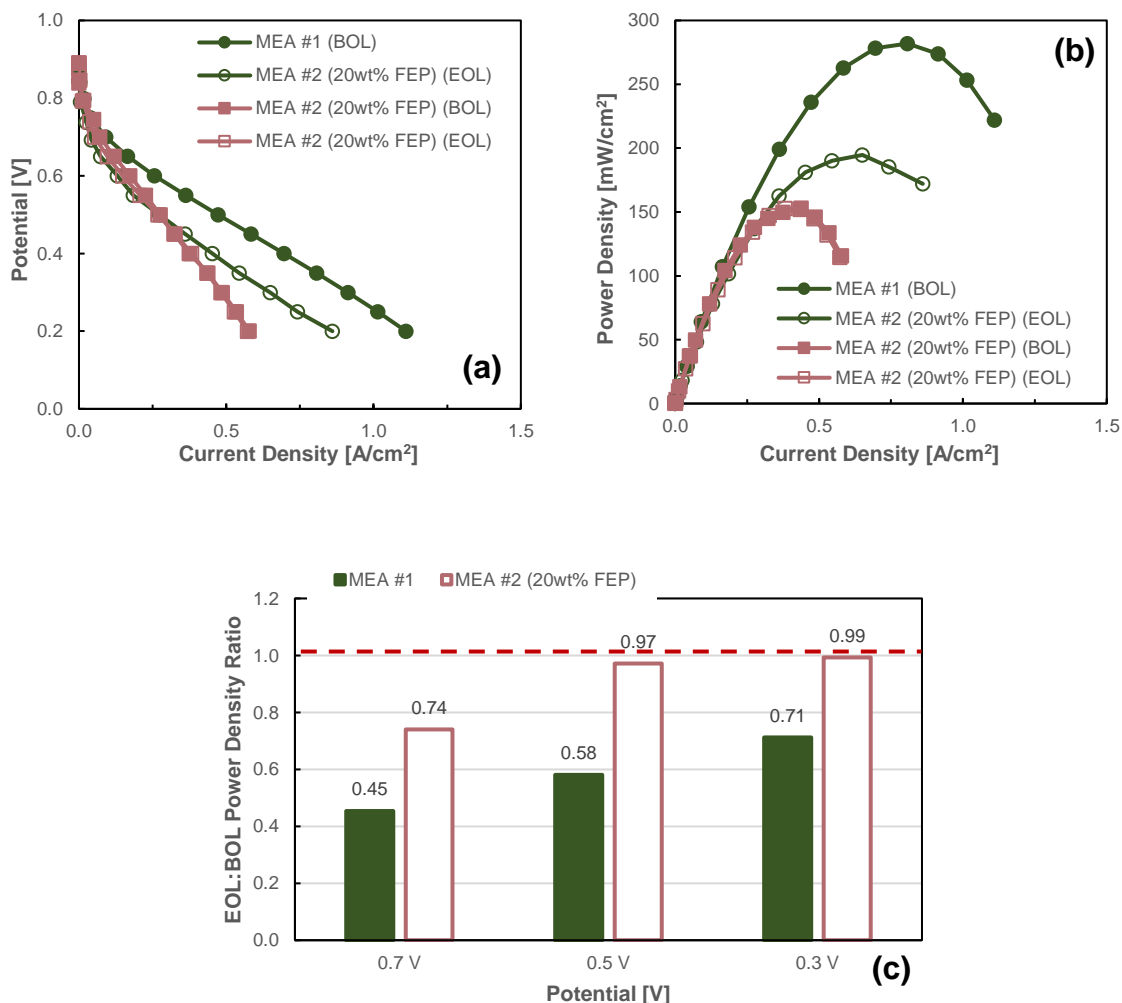 1.0
0.8
0.6
0.4
0.2
0.0
0.0
0.5
1.0
1.5
Potential [V]
Current Density [A/cm²]
MEA #1 (BOL)
MEA #2 (20wt% FEP) (EOL)
MEA #2 (20wt% FEP) (BOL)
MEA #2 (20wt% FEP) (EOL)
(a)
300
250
200
150
100
50
0
0.0
0.5
1.0
1.5
Power Density [mW/cm²]
Current Density [A/cm²]
(b)
MEA #1 (BOL)
MEA #2 (20wt% FEP) (EOL)
MEA #2 (20wt% FEP) (BOL)
MEA #2 (20wt% FEP) (EOL)
MEA #1 MEA #2 (20wt% FEP)
1.2
1.0
0.8
0.6
0.4
0.2
0.0
EOL:BOL Power Density Ratio
0.45
0.74
0.58
0.97
0.71
0.99
0.7 V
0.5 V
0.3 V
Potential [V]
(c)